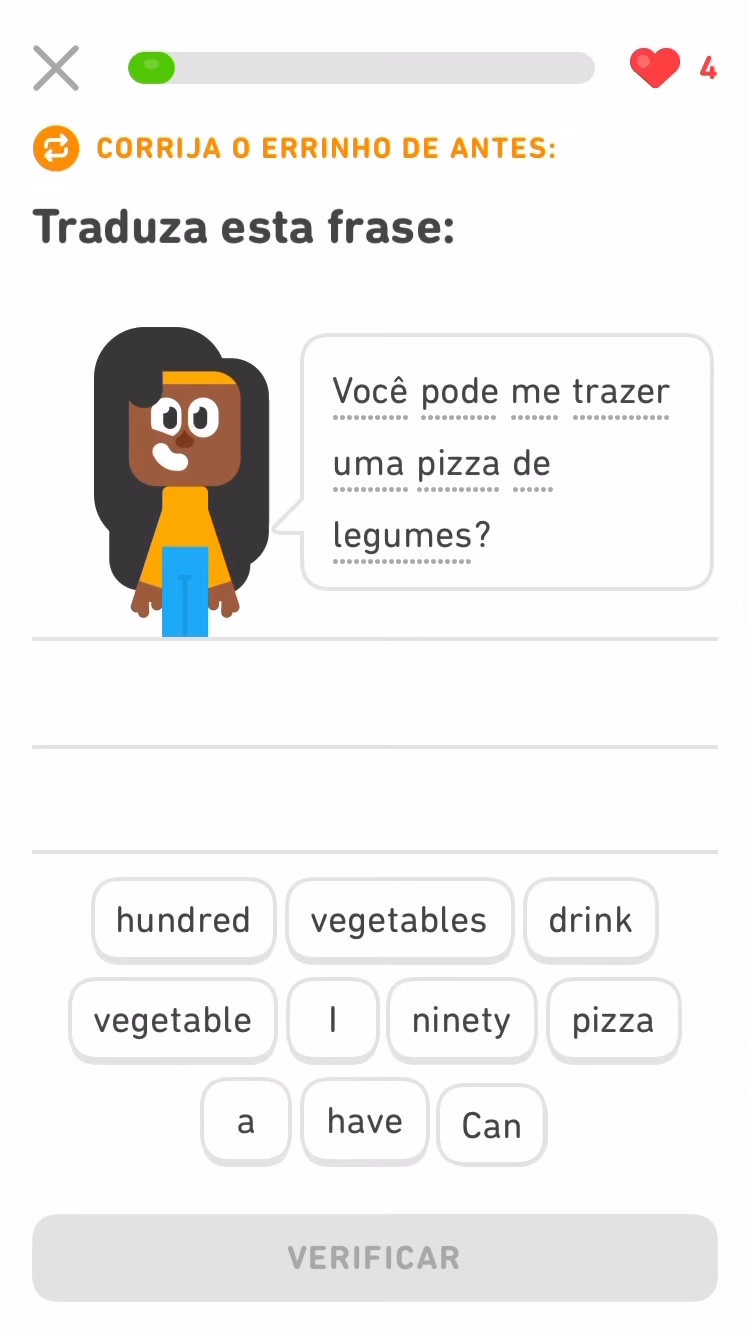 4
CORRIJA O ERRINHO DE ANTES:
Traduza esta frase:
Você pode me trazer
uma pizza de
legumes?
hundred vegetables drink
vegetable I ninety pizza
a have Can
VERIFICAR